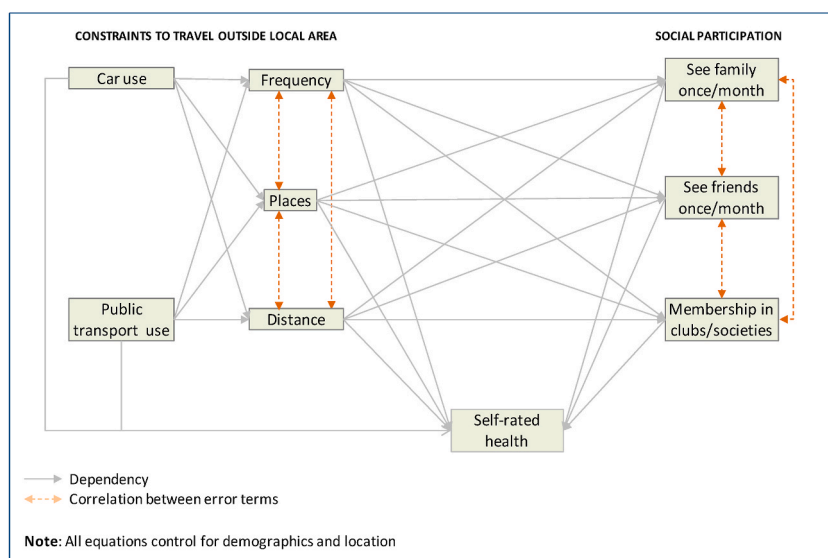 CONSTRAINTS TO TRAVEL OUTSIDE LOCAL AREA
SOCIAL PARTICIPATION
Car use
Frequency
See family
once/month
Places
See friends
once/month
Public
transport use
Distance
Membership in
clubs/societies
Self-rated
health
Dependency
Correlation between error terms
Note: All equations control for demographics and location